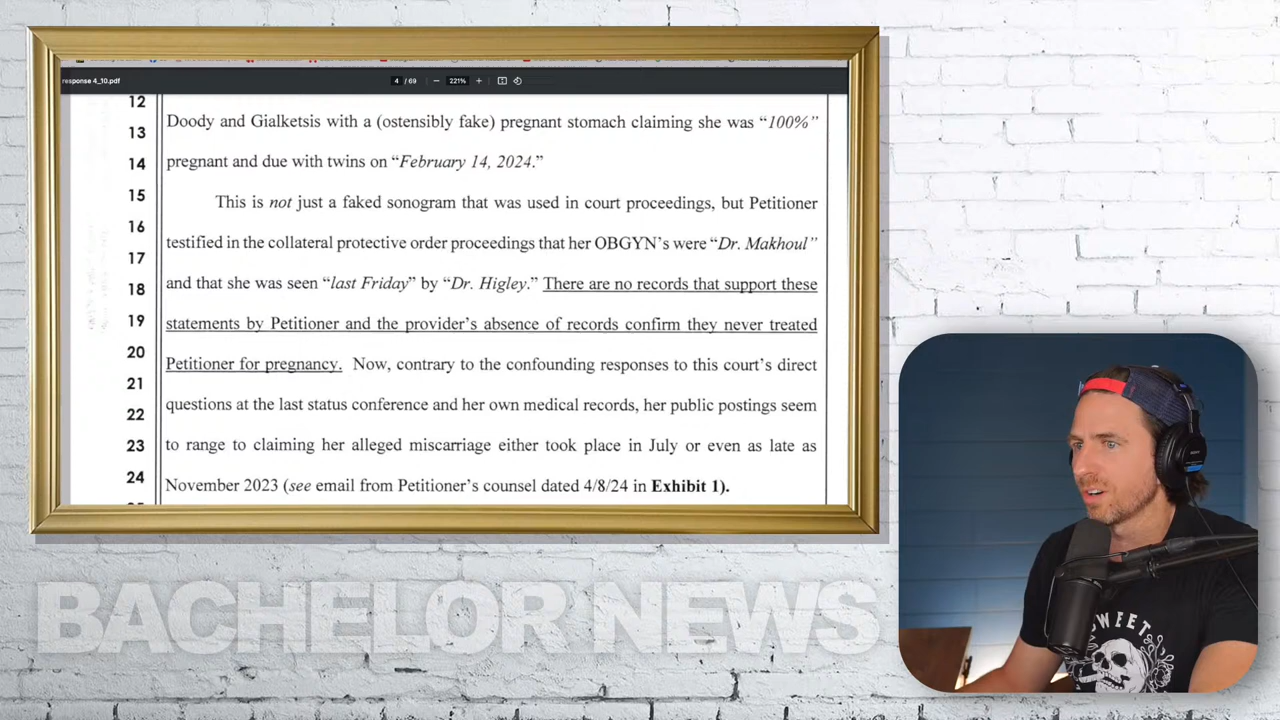 response 4_10.pdf
4 / 69
221%
12
13 Doody and Gialketsis with a (ostensibly fake) pregnant stomach claiming she was “100%”
14 pregnant and due with twins on “February 14, 2024.”
15 This is not just a faked sonogram that was used in court proceedings, but Petitioner
16 testified in the collateral protective order proceedings that her OBGYN’s were “Dr. Makhoul”
17
18 and that she was seen “last Friday” by “Dr. Higley.” There are no records that support these
19 statements by Petitioner and the provider’s absence of records confirm they never treated
20 Petitioner for pregnancy. Now, contrary to the confounding responses to this court’s direct
21
22 questions at the last status conference and her own medical records, her public postings seem
23 to range to claiming her alleged miscarriage either took place in July or even as late as
24 November 2023 (see email from Petitioner’s counsel dated 4/8/24 in Exhibit 1).
BACHELOR NEWS
SWEET